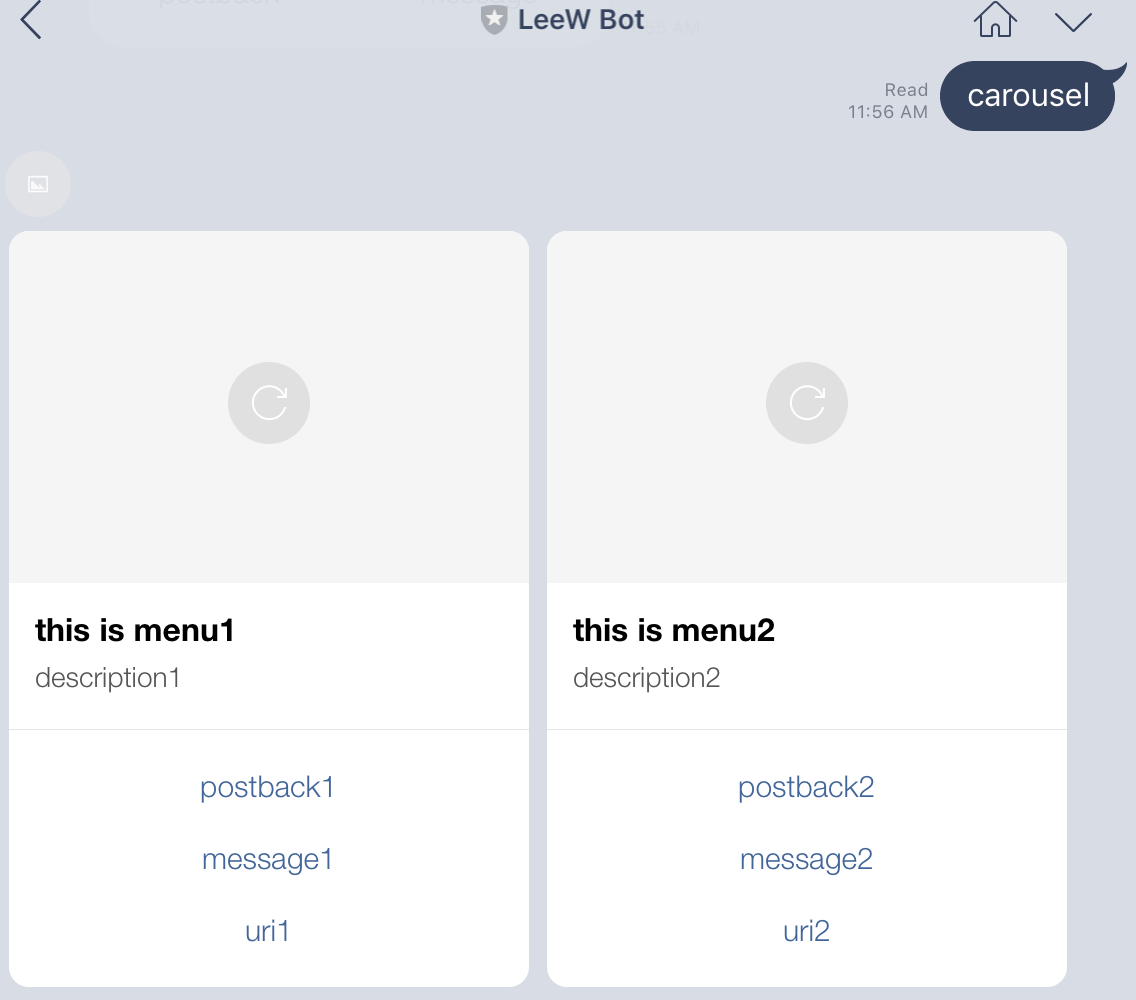 LeeW Bot
Read
11:56 AM
carousel
this is menu1
description1
postback1
message1
uri1
this is menu2
description2
postback2
message2
uri2